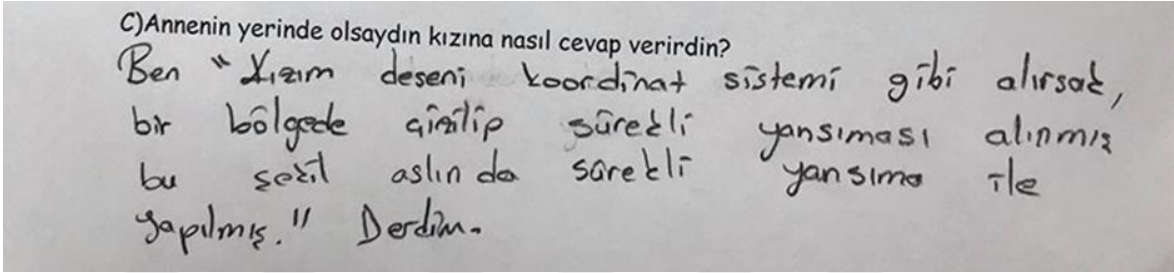 C)Annenin yerinde olsaydın kızına nasıl cevap verirdin?
Ben "Kızım deseni koordinat sistemi gibi alırsak,
bir bölgede çizilip sürekli yansıması alınmış
bu şekil aslında sürekli yansıma ile
yapılmış." Derdim.